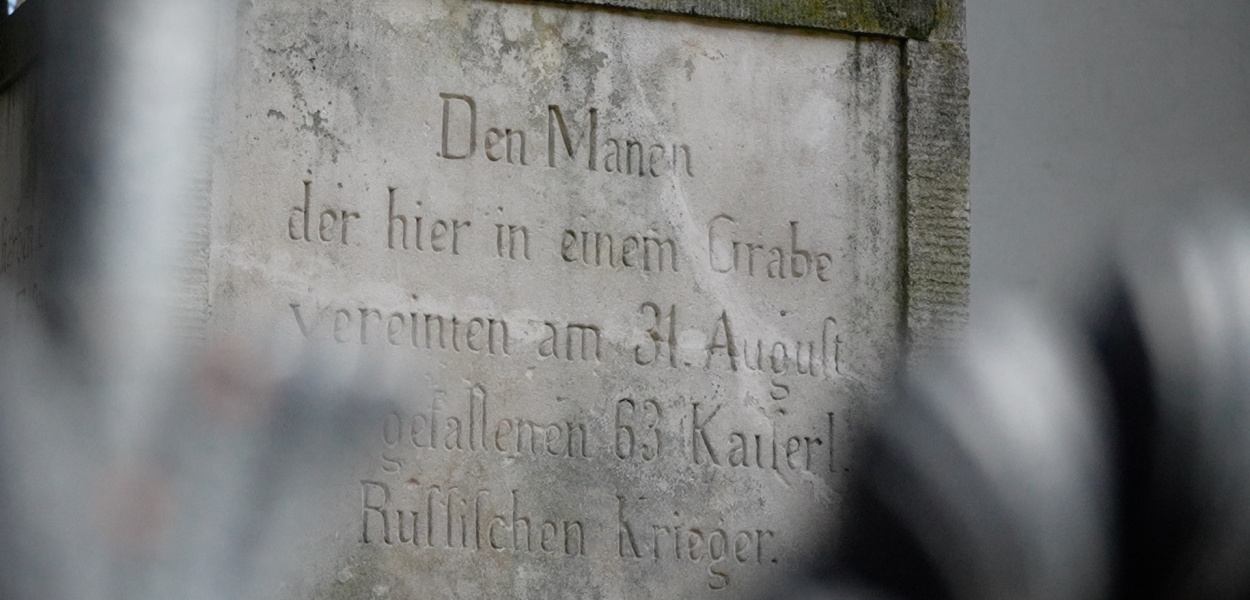 Den Manen
der hier in einem Grabe
vereinten am 31. Auguſt
gefallenen 63 Kaiſerl.
Ruſſiſchen Krieger.